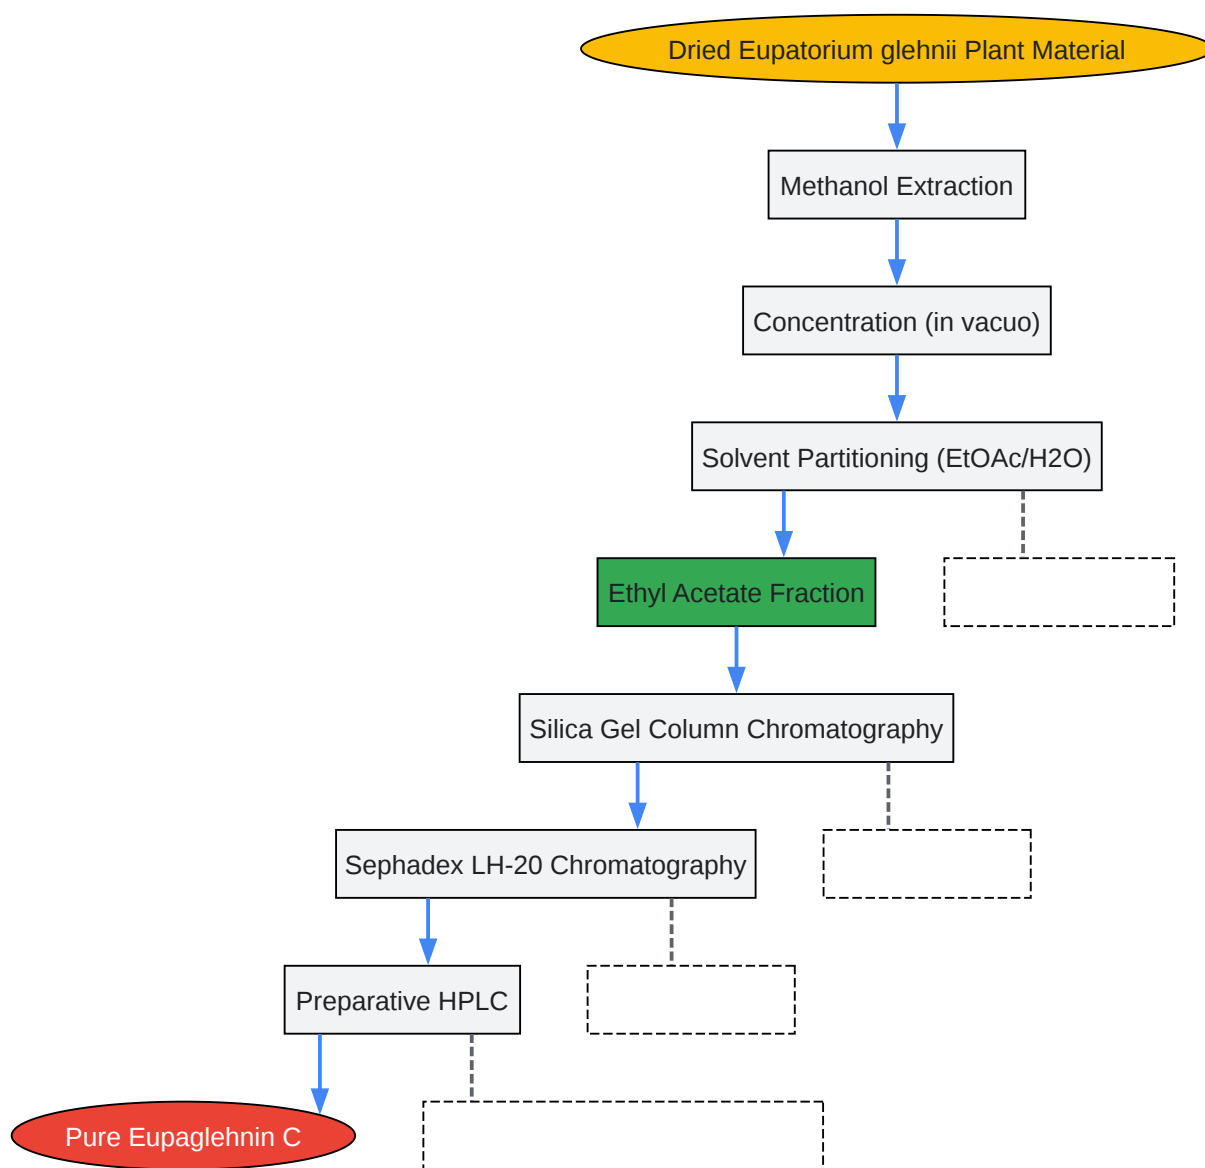 Dried Eupatorium glehnii Plant Material
Methanol Extraction
Concentration (in vacuo)
Solvent Partitioning (EtOAc/H2O)
Ethyl Acetate Fraction
Silica Gel Column Chromatography
Sephadex LH-20 Chromatography
Preparative HPLC
Pure Eupaglehnin C